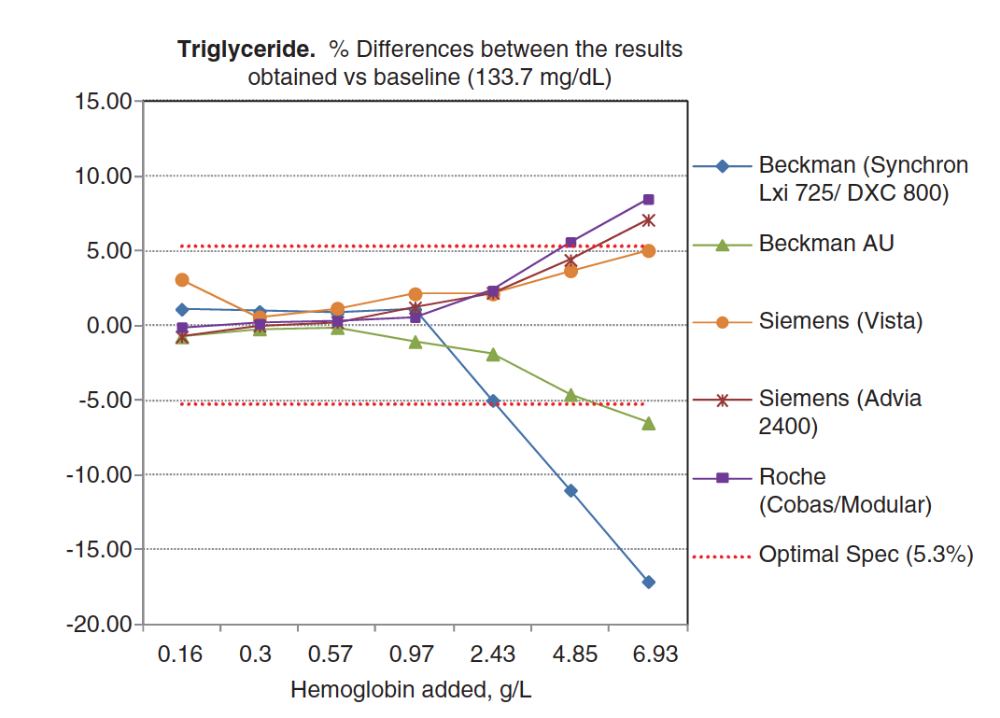 Triglyceride. % Differences between the results
obtained vs baseline (133.7 mg/dL)
15.00
10.00
5.00
0.00
-5.00
-10.00
-15.00
-20.00
0.16 0.3 0.57 0.97 2.43 4.85 6.93
Hemoglobin added, g/L
Beckman (Synchron
Lxi 725/ DXC 800)
Beckman AU
Siemens (Vista)
Siemens (Advia
2400)
Roche
(Cobas/Modular)
Optimal Spec (5.3%)